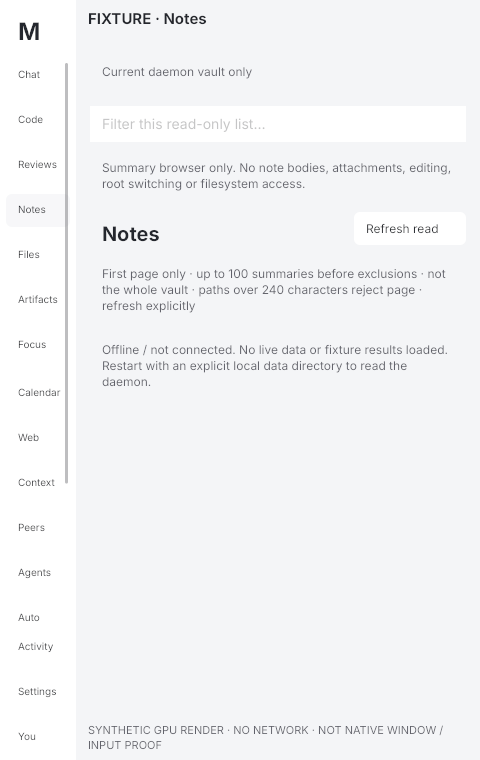 M
Chat
Code
Reviews
Notes
Files
Artifacts
Focus
Calendar
Web
Context
Peers
Agents
Auto
Activity
Settings
You
FIXTURE · Notes
Current daemon vault only
Filter this read-only list...
Summary browser only. No note bodies, attachments, editing,
root switching or filesystem access.
Notes
Refresh read
First page only · up to 100 summaries before exclusions · not
the whole vault · paths over 240 characters reject page ·
refresh explicitly
Offline / not connected. No live data or fixture results loaded.
Restart with an explicit local data directory to read the
daemon.
SYNTHETIC GPU RENDER · NO NETWORK · NOT NATIVE WINDOW /
INPUT PROOF